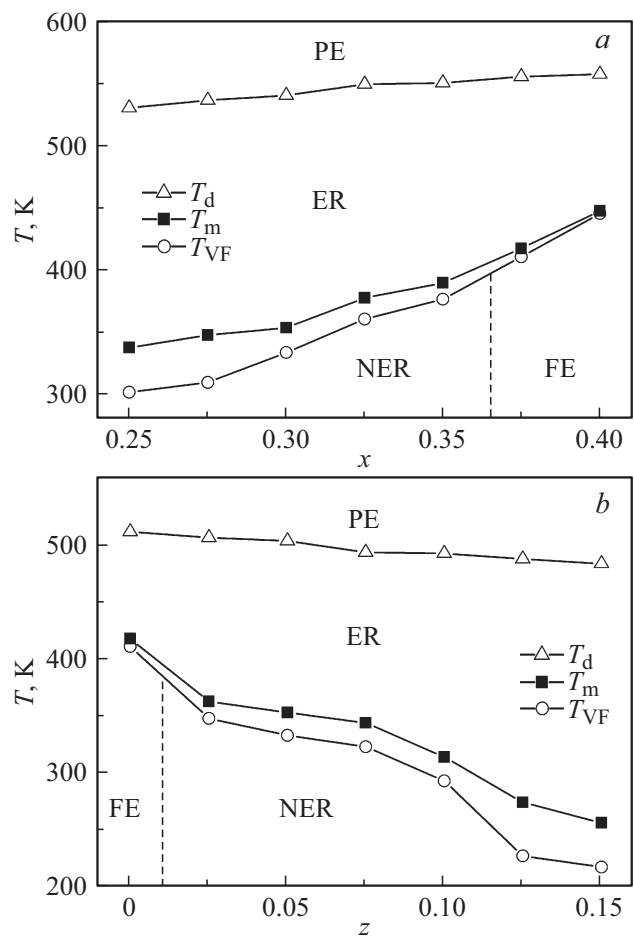 600
a
PE
500
T, K
T_d
T_m
T_VF
ER
400
NER
FE
300
0.25 0.30 0.35 0.40
x
b
PE
500
T, K
ER
T_d
T_m
T_VF
400
300
FE
NER
200
0 0.05 0.10 0.15
z